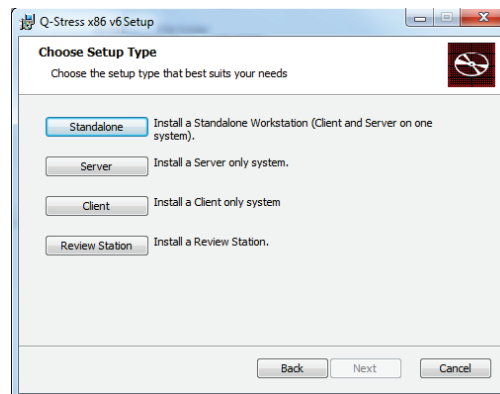 Q-Stress x86 v6 Setup
Choose Setup Type
Choose the setup type that best suits your needs
Standalone
Install a Standalone Workstation (Client and Server on one
system).
Server
Install a Server only system.
Client
Install a Client only system
Review Station
Install a Review Station.
Back
Next
Cancel